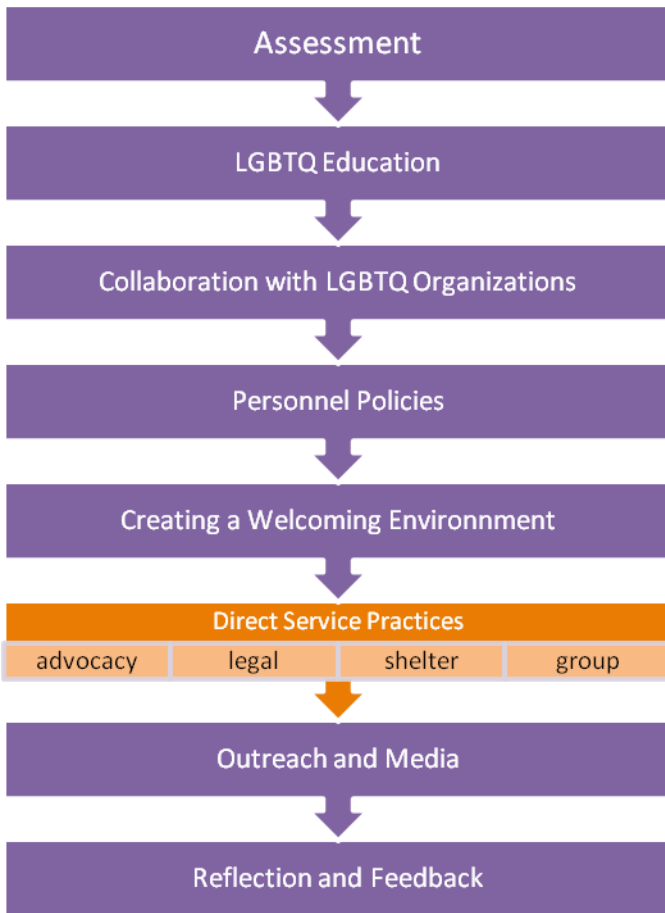 Assessment
LGBTQ Education
Collaboration with LGBTQ Organizations
Personnel Policies
Creating a Welcoming Environnment
Direct Service Practices
advocacy legal shelter group
Outreach and Media
Reflection and Feedback